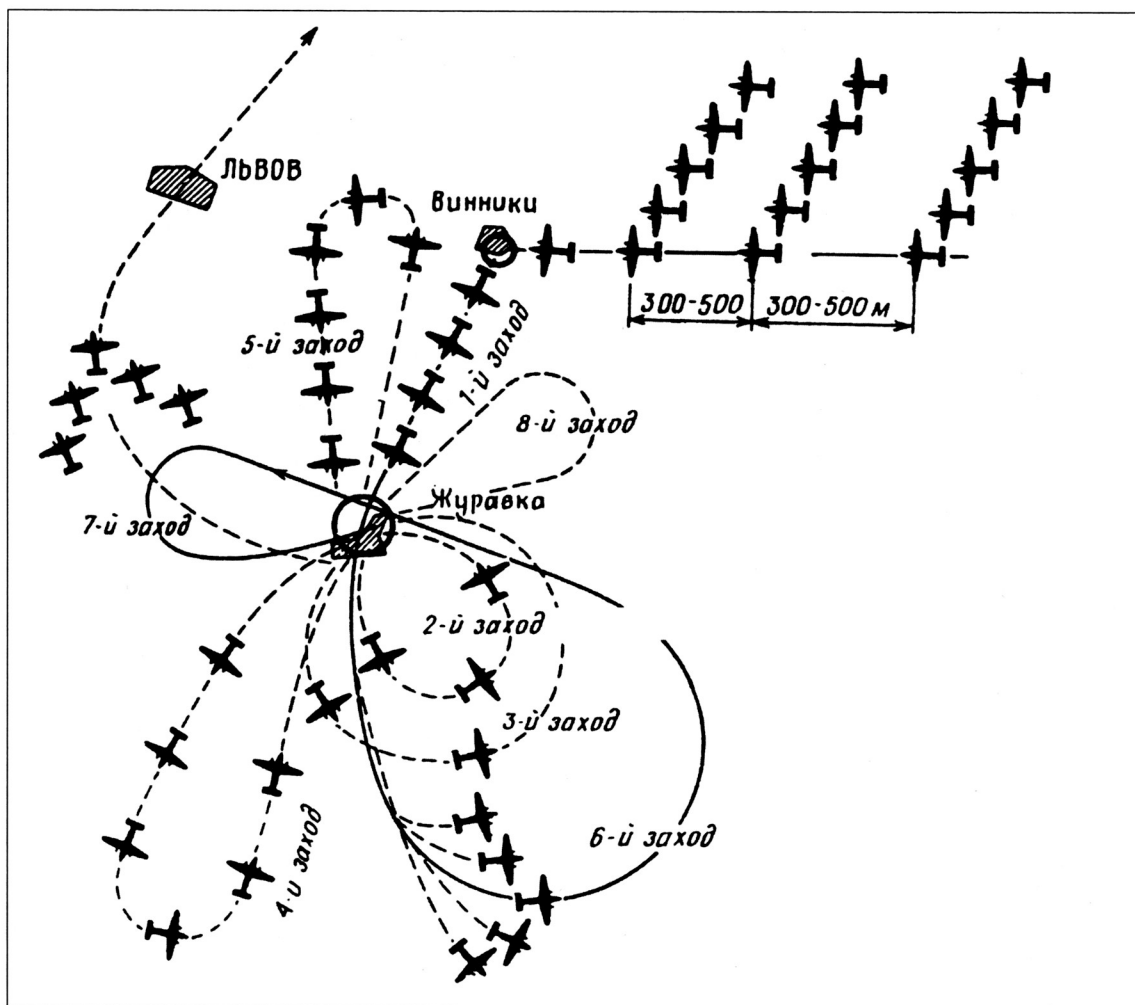 ЛЬВОВ
Винники
300-500
300-500 м
5-й заход
1-й заход
8-й заход
Журавка
7-й заход
2-й заход
3-й заход
6-й заход
4-й заход